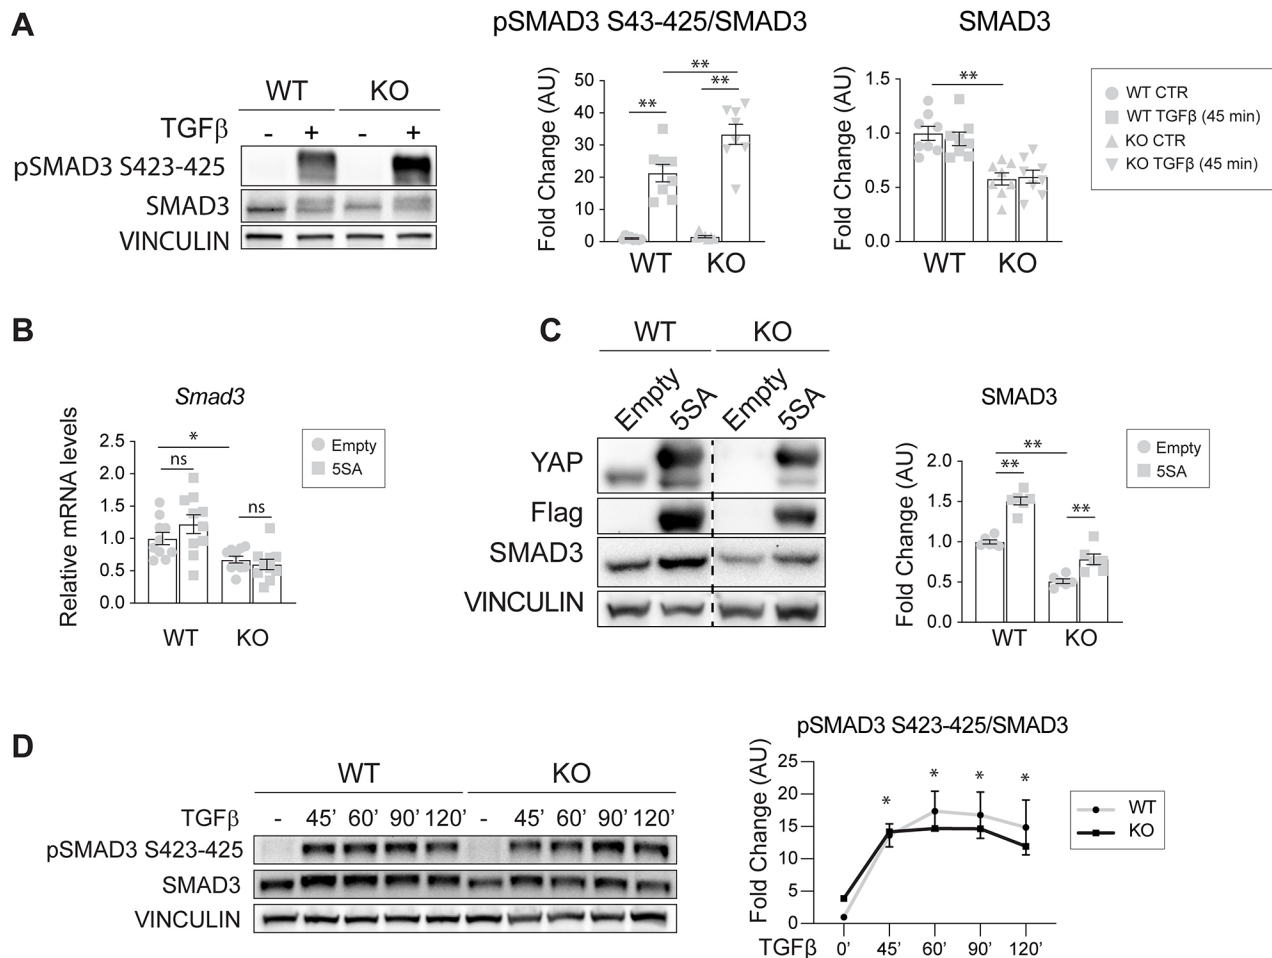 A
WT KO
TGFβ - + - +
pSMAD3 S423-425
SMAD3
VINCULIN
pSMAD3 S43-425/SMAD3
Fold Change (AU)
50
40
30
20
10
0
** ** **
WT KO
SMAD3
Fold Change (AU)
1.5
1.0
0.5
0.0
**
WT KO
WT CTR
WT TGFβ (45 min)
KO CTR
KO TGFβ (45 min)
B
Smad3
Relative mRNA levels
2.5
2.0
1.5
1.0
0.5
0.0
*
ns
ns
WT KO
Empty
5SA
C
WT KO
Empty 5SA Empty 5SA
YAP
Flag
SMAD3
VINCULIN
SMAD3
Fold Change (AU)
2.0
1.5
1.0
0.5
0.0
**
**
**
WT KO
Empty
5SA
D
WT KO
TGFβ - 45’ 60’ 90’ 120’ - 45’ 60’ 90’ 120’
pSMAD3 S423-425
SMAD3
VINCULIN
pSMAD3 S423-425/SMAD3
Fold Change (AU)
25
20
15
10
5
0
* * * *
TGFβ 0’ 45’ 60’ 90’ 120’
WT
KO